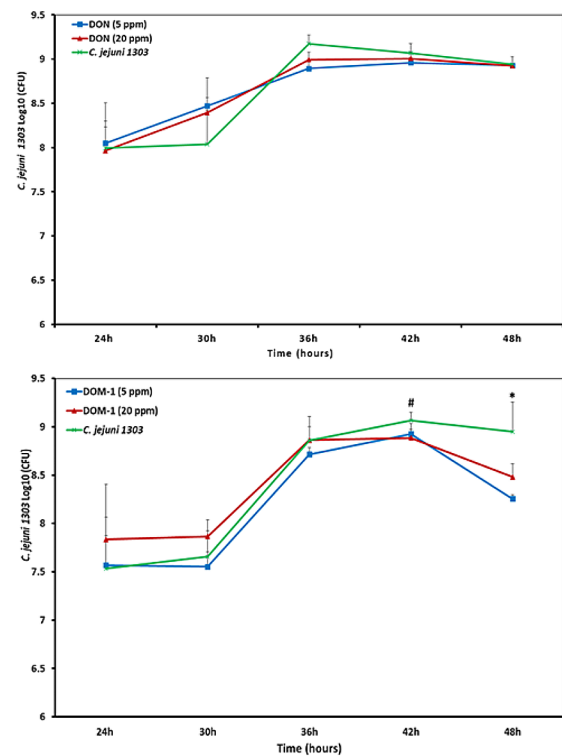 9.5
9
8.5
8
7.5
7
6.5
6
C. jejuni 1303 Log10 (CFU)
DON (5 ppm)
DON (20 ppm)
C. jejuni 1303
24h 30h 36h 42h 48h
Time (hours)
9.5
9
8.5
8
7.5
7
6.5
6
C. jejuni 1303 Log10 (CFU)
DOM-1 (5 ppm)
DOM-1 (20 ppm)
C. jejuni 1303
# *
24h 30h 36h 42h 48h
Time (hours)